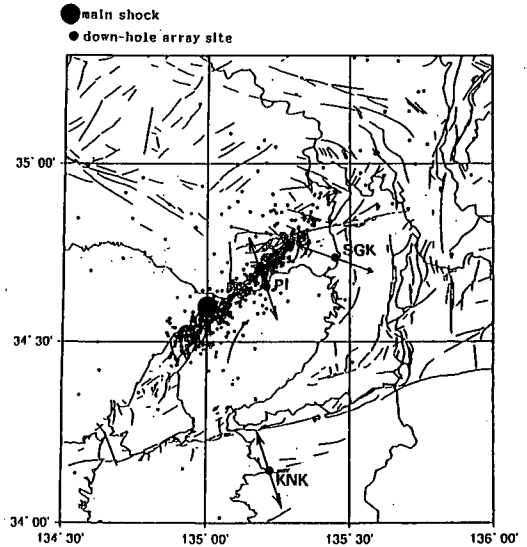 main shock
down-hole array site
35° 00'
SGK
PI
34° 30'
KNK
34° 00'
134° 30'
135° 00'
135° 30'
136° 00'